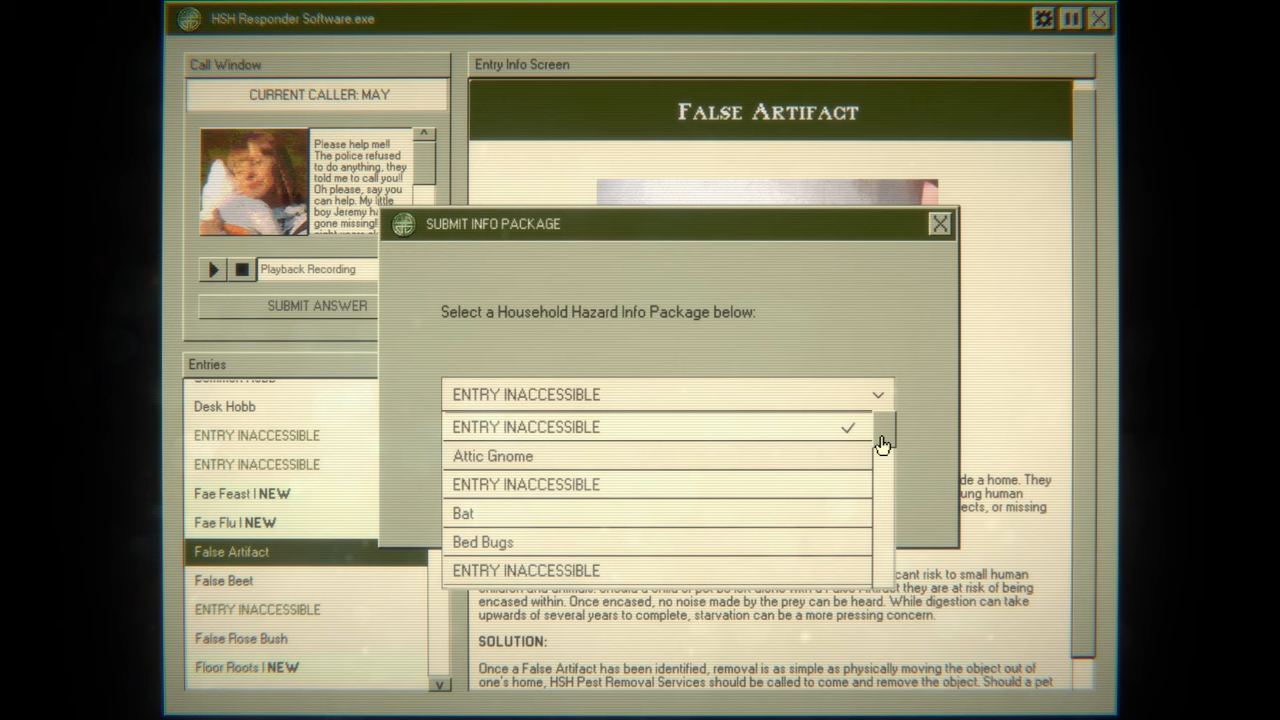 HSH Responder Software.exe
Call Window
CURRENT CALLER: MAY
Please help me!!
The police refused
to do anything, they
told me to call you!!
Oh please, say you
can help. My little
boy Jeremy
gone missing!
Playback Recording
SUBMIT ANSWER
Entries
Common Hobb
Desk Hobb
ENTRY INACCESSIBLE
ENTRY INACCESSIBLE
Fae Feast | NEW
Fae Flu | NEW
False Artifact
False Beet
ENTRY INACCESSIBLE
False Rose Bush
Floor Roots | NEW
Entry Info Screen
FALSE ARTIFACT
SUBMIT INFO PACKAGE
Select a Household Hazard Info Package below:
ENTRY INACCESSIBLE
ENTRY INACCESSIBLE
Attic Gnome
ENTRY INACCESSIBLE
Bat
Bed Bugs
ENTRY INACCESSIBLE
a home. They
human
or missing
risk to small human
they are at risk of being
encased within. Once encased, no noise made by the prey can be heard. While digestion can take
upwards of several years to complete, starvation can be a more pressing concern.
SOLUTION:
Once a False Artifact has been identified, removal is as simple as physically moving the object out of
one's home, HSH Pest Removal Services should be called to come and remove the object. Should a pet